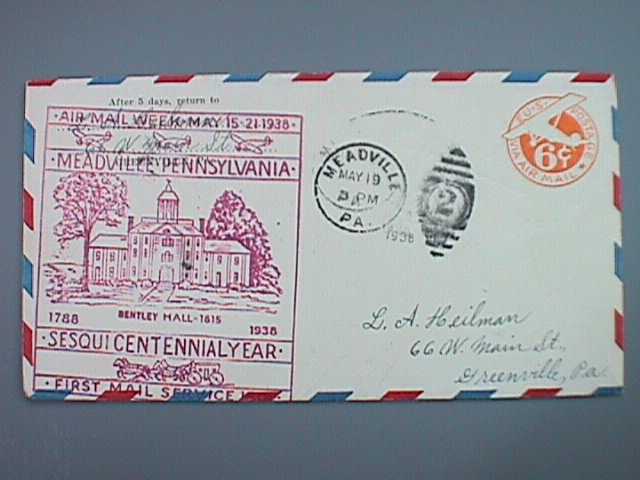 After 5 days, return to
AIR MAIL WEEK-MAY 15-21-1938
W. St.
MEADVILLE-PENNSYLVANIA
BENTLEY HALL-1815
1788
1938
SESQUICENTENNIAL YEAR
FIRST MAIL SERVICE
MEADVILLE
MAY 19
PM
PA.
1938
2
U.S. POSTAGE
6¢
VIA AIR MAIL
L. A. Heilman
66 W. Main St.,
Greenville, Pa.